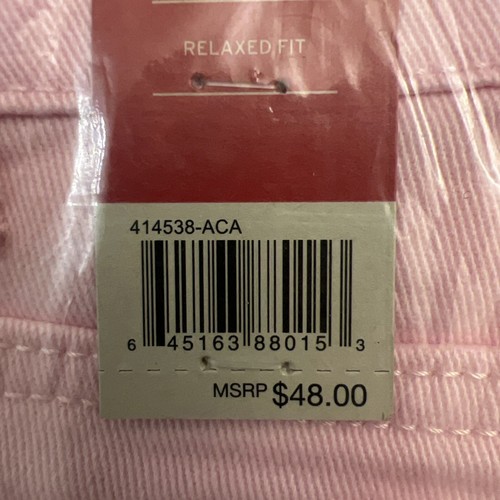 RELAXED FIT
414538-ACA
6 45163 88015 3
MSRP $48.00